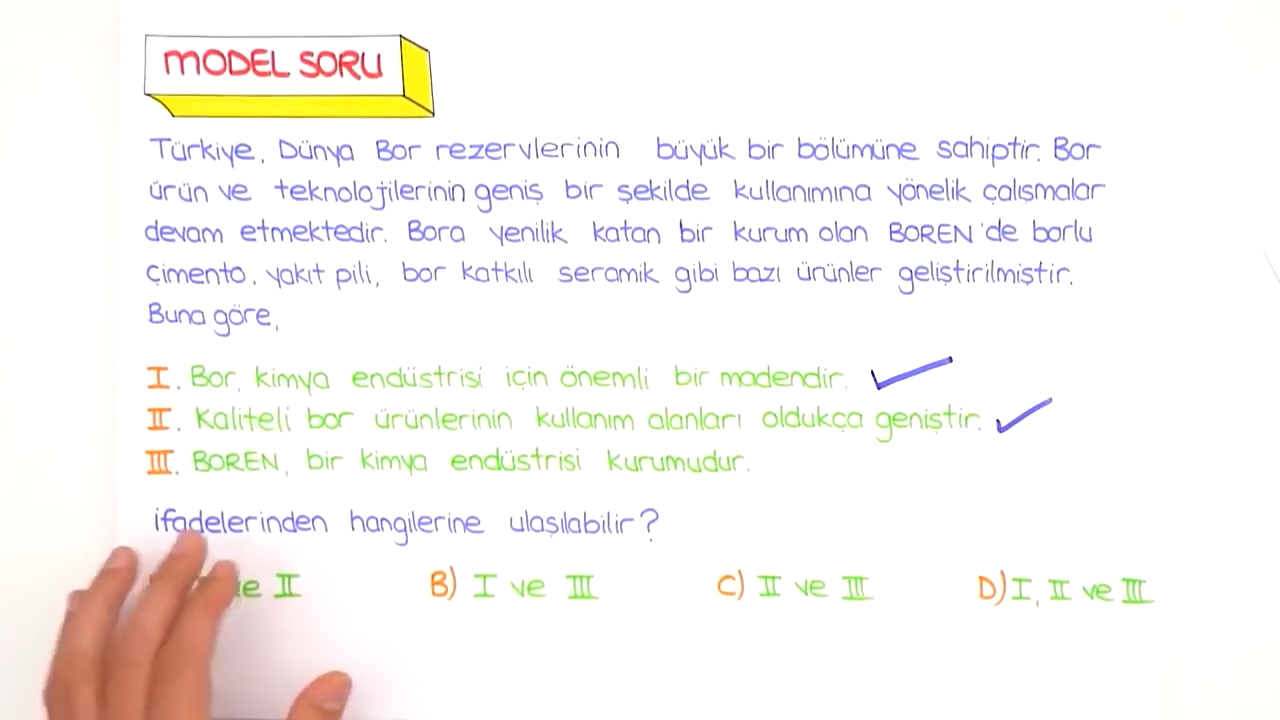 MODEL SORU
Türkiye, Dünya Bor rezervlerinin büyük bir bölümüne sahiptir. Bor
ürün ve teknolojilerinin geniş bir şekilde kullanımına yönelik çalışmalar
devam etmektedir. Bora yenilik katan bir kurum olan BOREN'de borlu
çimento, yakıt pili, bor katkılı seramik gibi bazı ürünler geliştirilmiştir.
Buna göre,
I. Bor, kimya endüstrisi için önemli bir madendir.
II. Kaliteli bor ürünlerinin kullanım alanları oldukça geniştir.
III. BOREN, bir kimya endüstrisi kurumudur.
ifadelerinden hangilerine ulaşılabilir?
II B) I ve III C) II ve III D) I, II ve III